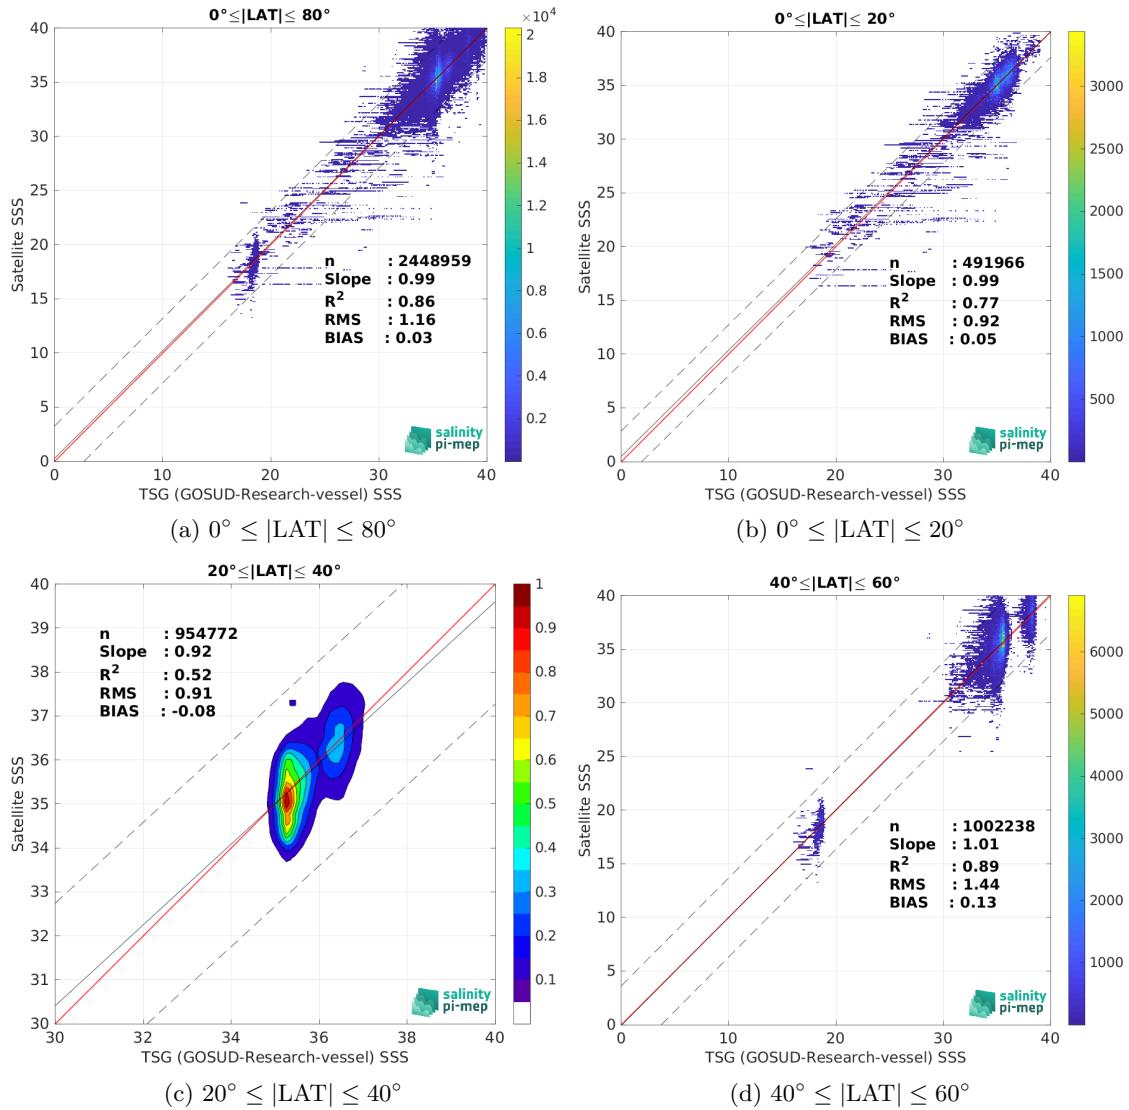 0°≤|LAT|≤ 80°
×10⁴
Satellite SSS
40
35
30
25
20
15
10
5
0
0
10
20
30
40
2
1.8
1.6
1.4
1.2
1
0.8
0.6
0.4
0.2
n : 2448959
Slope : 0.99
R² : 0.86
RMS : 1.16
BIAS : 0.03
salinity
pi-mep
TSG (GOSUD-Research-vessel) SSS
(a) 0° ≤ |LAT| ≤ 80°
0°≤|LAT|≤ 20°
Satellite SSS
40
35
30
25
20
15
10
5
0
0
10
20
30
40
3000
2500
2000
1500
1000
500
n : 491966
Slope : 0.99
R² : 0.77
RMS : 0.92
BIAS : 0.05
salinity
pi-mep
TSG (GOSUD-Research-vessel) SSS
(b) 0° ≤ |LAT| ≤ 20°
20°≤|LAT|≤ 40°
Satellite SSS
40
39
38
37
36
35
34
33
32
31
30
30
32
34
36
38
40
1
0.9
0.8
0.7
0.6
0.5
0.4
0.3
0.2
0.1
n : 954772
Slope : 0.92
R² : 0.52
RMS : 0.91
BIAS : -0.08
salinity
pi-mep
TSG (GOSUD-Research-vessel) SSS
(c) 20° ≤ |LAT| ≤ 40°
40°≤|LAT|≤ 60°
Satellite SSS
40
35
30
25
20
15
10
5
0
0
10
20
30
40
6000
5000
4000
3000
2000
1000
n : 1002238
Slope : 1.01
R² : 0.89
RMS : 1.44
BIAS : 0.13
salinity
pi-mep
TSG (GOSUD-Research-vessel) SSS
(d) 40° ≤ |LAT| ≤ 60°